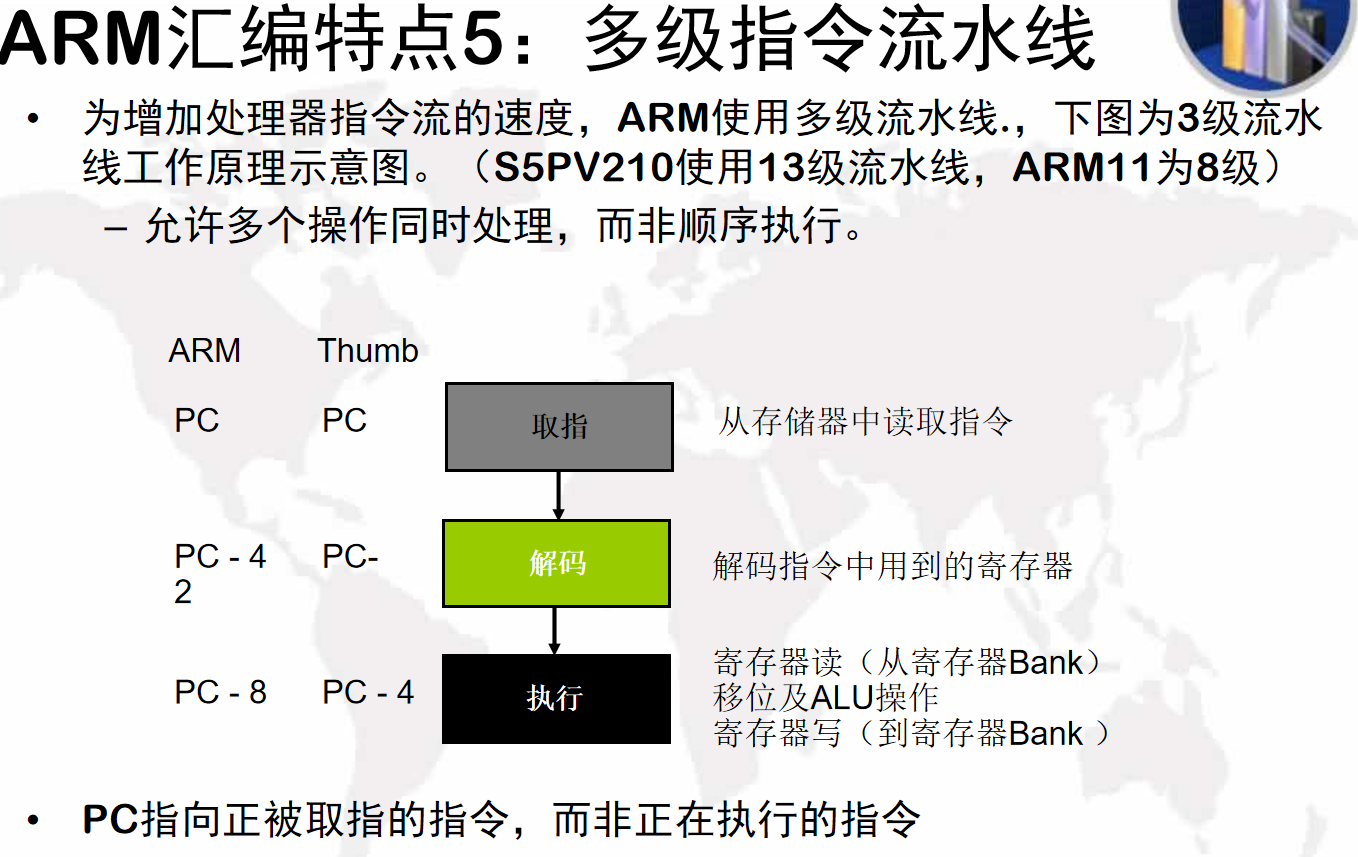 ARM汇编特点5：多级指令流水线
• 为增加处理器指令流的速度，ARM使用多级流水线.，下图为3级流水
线工作原理示意图。（S5PV210使用13级流水线，ARM11为8级）
– 允许多个操作同时处理，而非顺序执行。
ARM Thumb
PC PC 取指 从存储器中读取指令
PC - 4 PC-
2
解码 解码指令中用到的寄存器
PC - 8 PC - 4 执行
寄存器读（从寄存器Bank）
移位及ALU操作
寄存器写（到寄存器Bank ）
• PC指向正被取指的指令，而非正在执行的指令